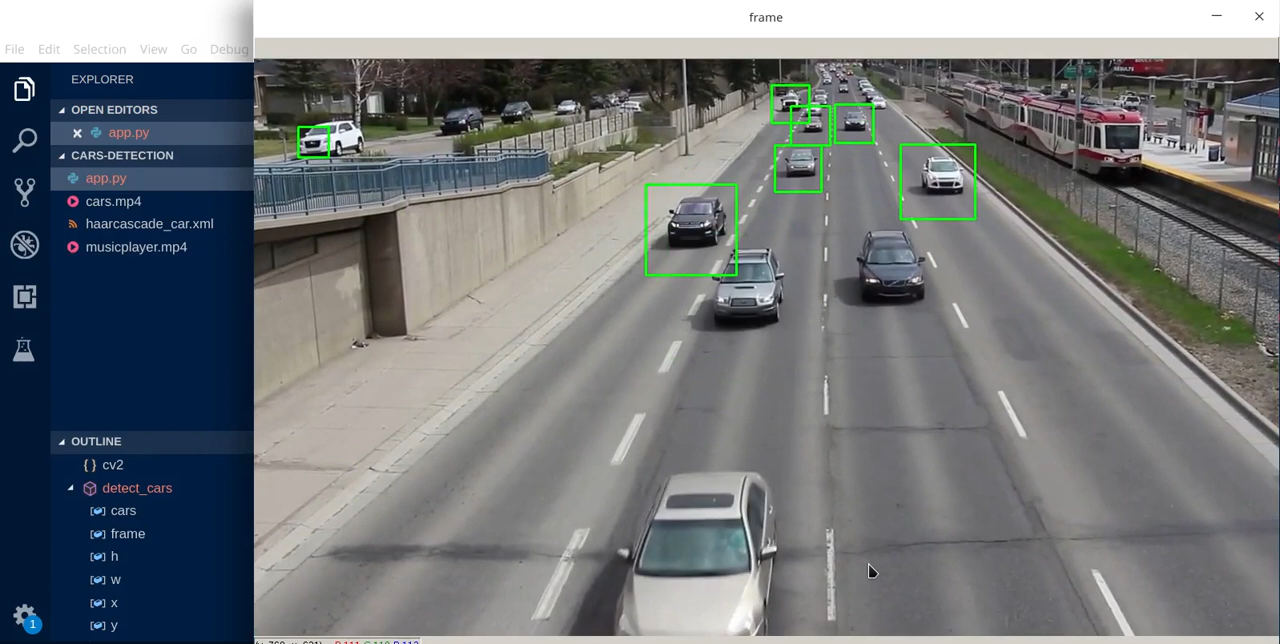 frame
File Edit Selection View Go Debug
EXPLORER
OPEN EDITORS
app.py
CARS-DETECTION
app.py
cars.mp4
haarcascade_car.xml
musicplayer.mp4
OUTLINE
{ } cv2
detect_cars
cars
frame
h
w
x
y
1
RESULTS